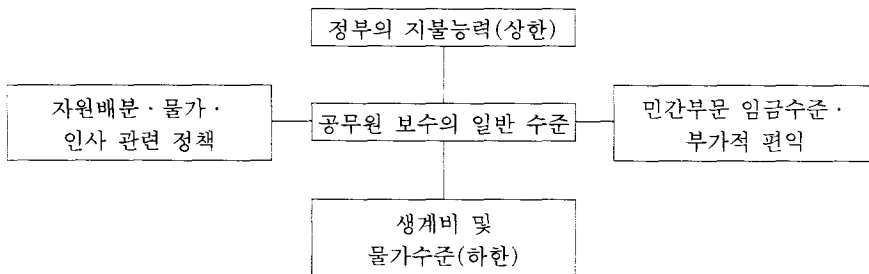 정부의 지불능력(상한)
자원배분 · 물가 ·
인사 관련 정책
공무원 보수의 일반 수준
민간부문 임금수준 ·
부가적 편익
생계비 및
물가수준(하한)